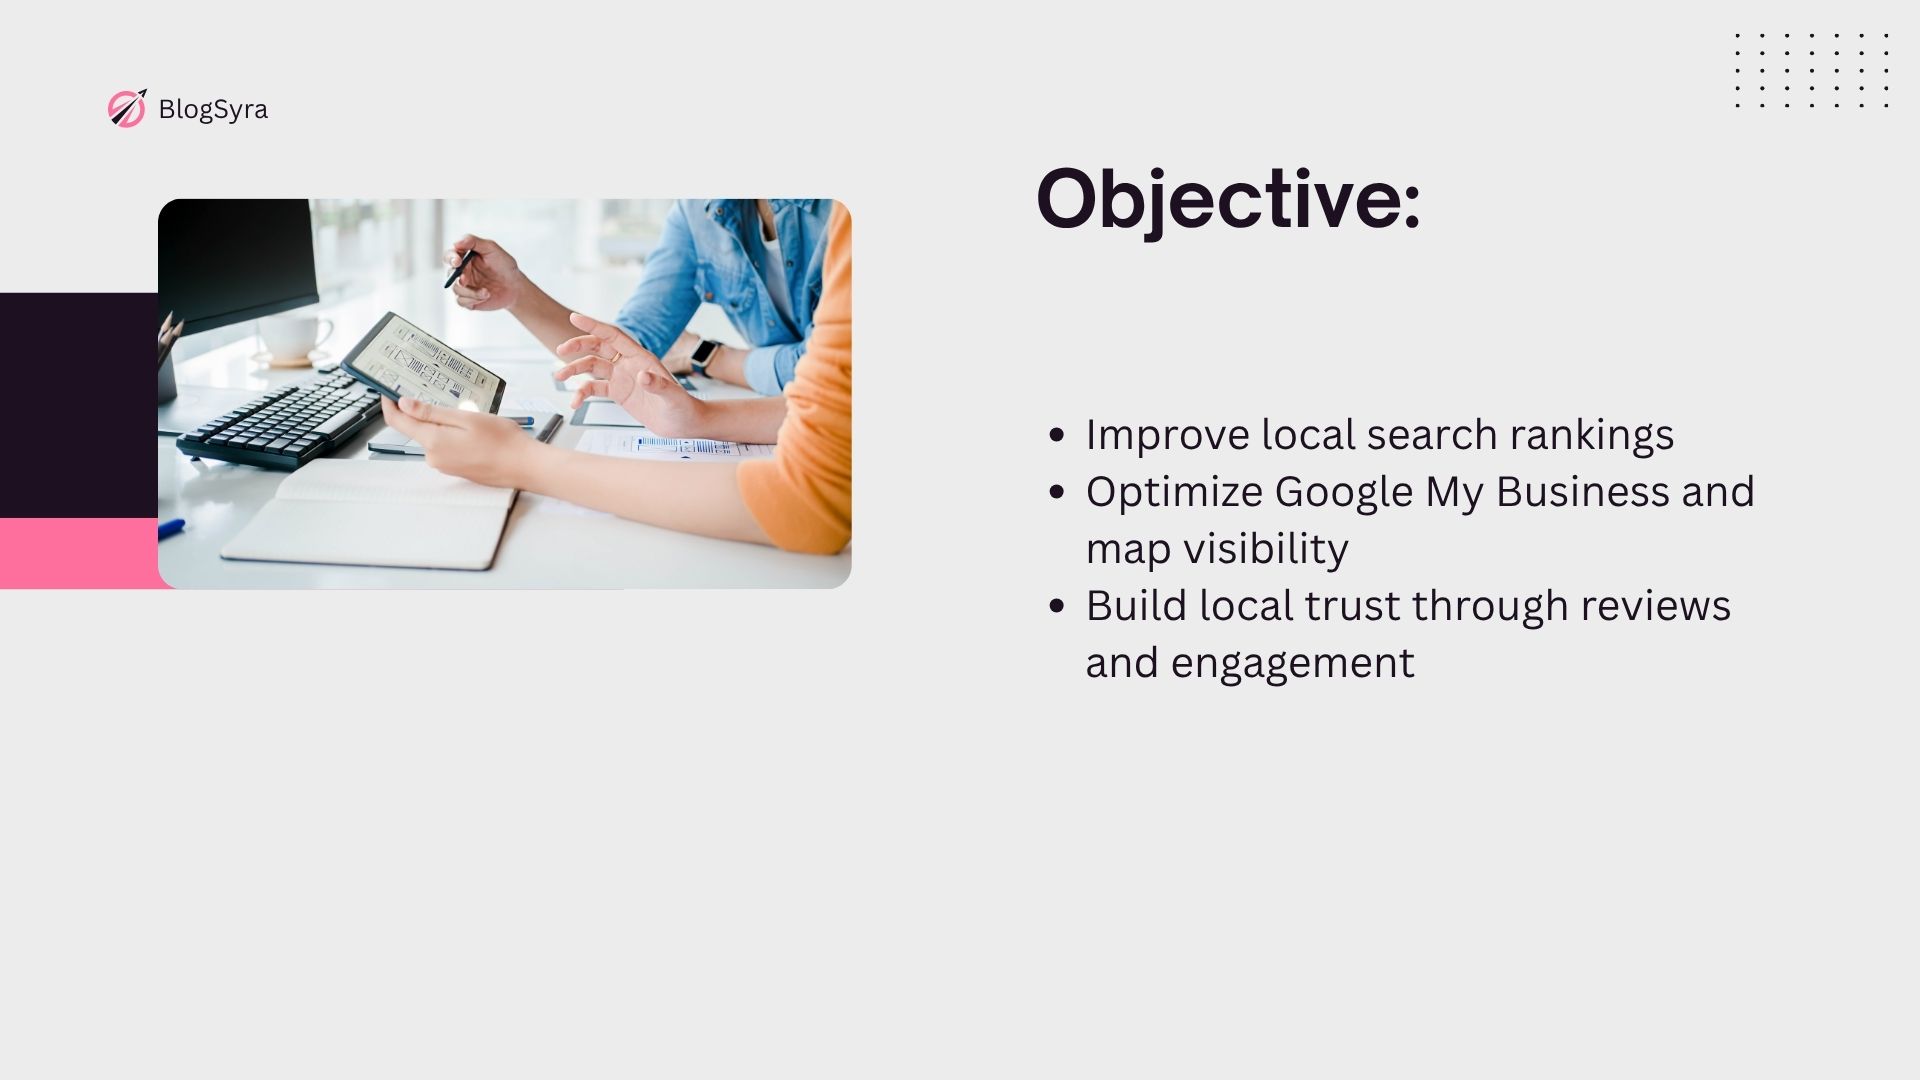 BlogSyra
Objective:
• Improve local search rankings
• Optimize Google My Business and
map visibility
• Build local trust through reviews
and engagement